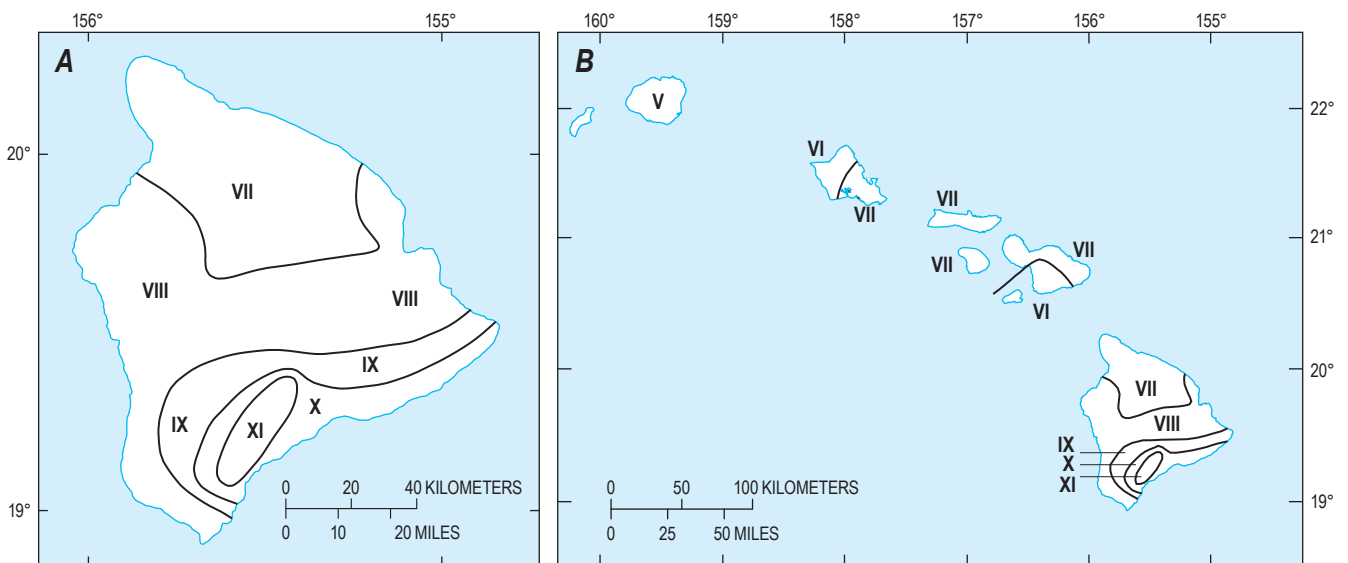 156° 155°
A
20°
VII
VIII VIII
IX
X
IX
XI
0 20 40 KILOMETERS
0 10 20 MILES
19°
160° 159° 158° 157° 156° 155°
B
V
22°
VI
VII
VII
VII
VII
21°
VI
20°
VII
VIII
IX
X
XI
0 50 100 KILOMETERS
0 25 50 MILES
19°